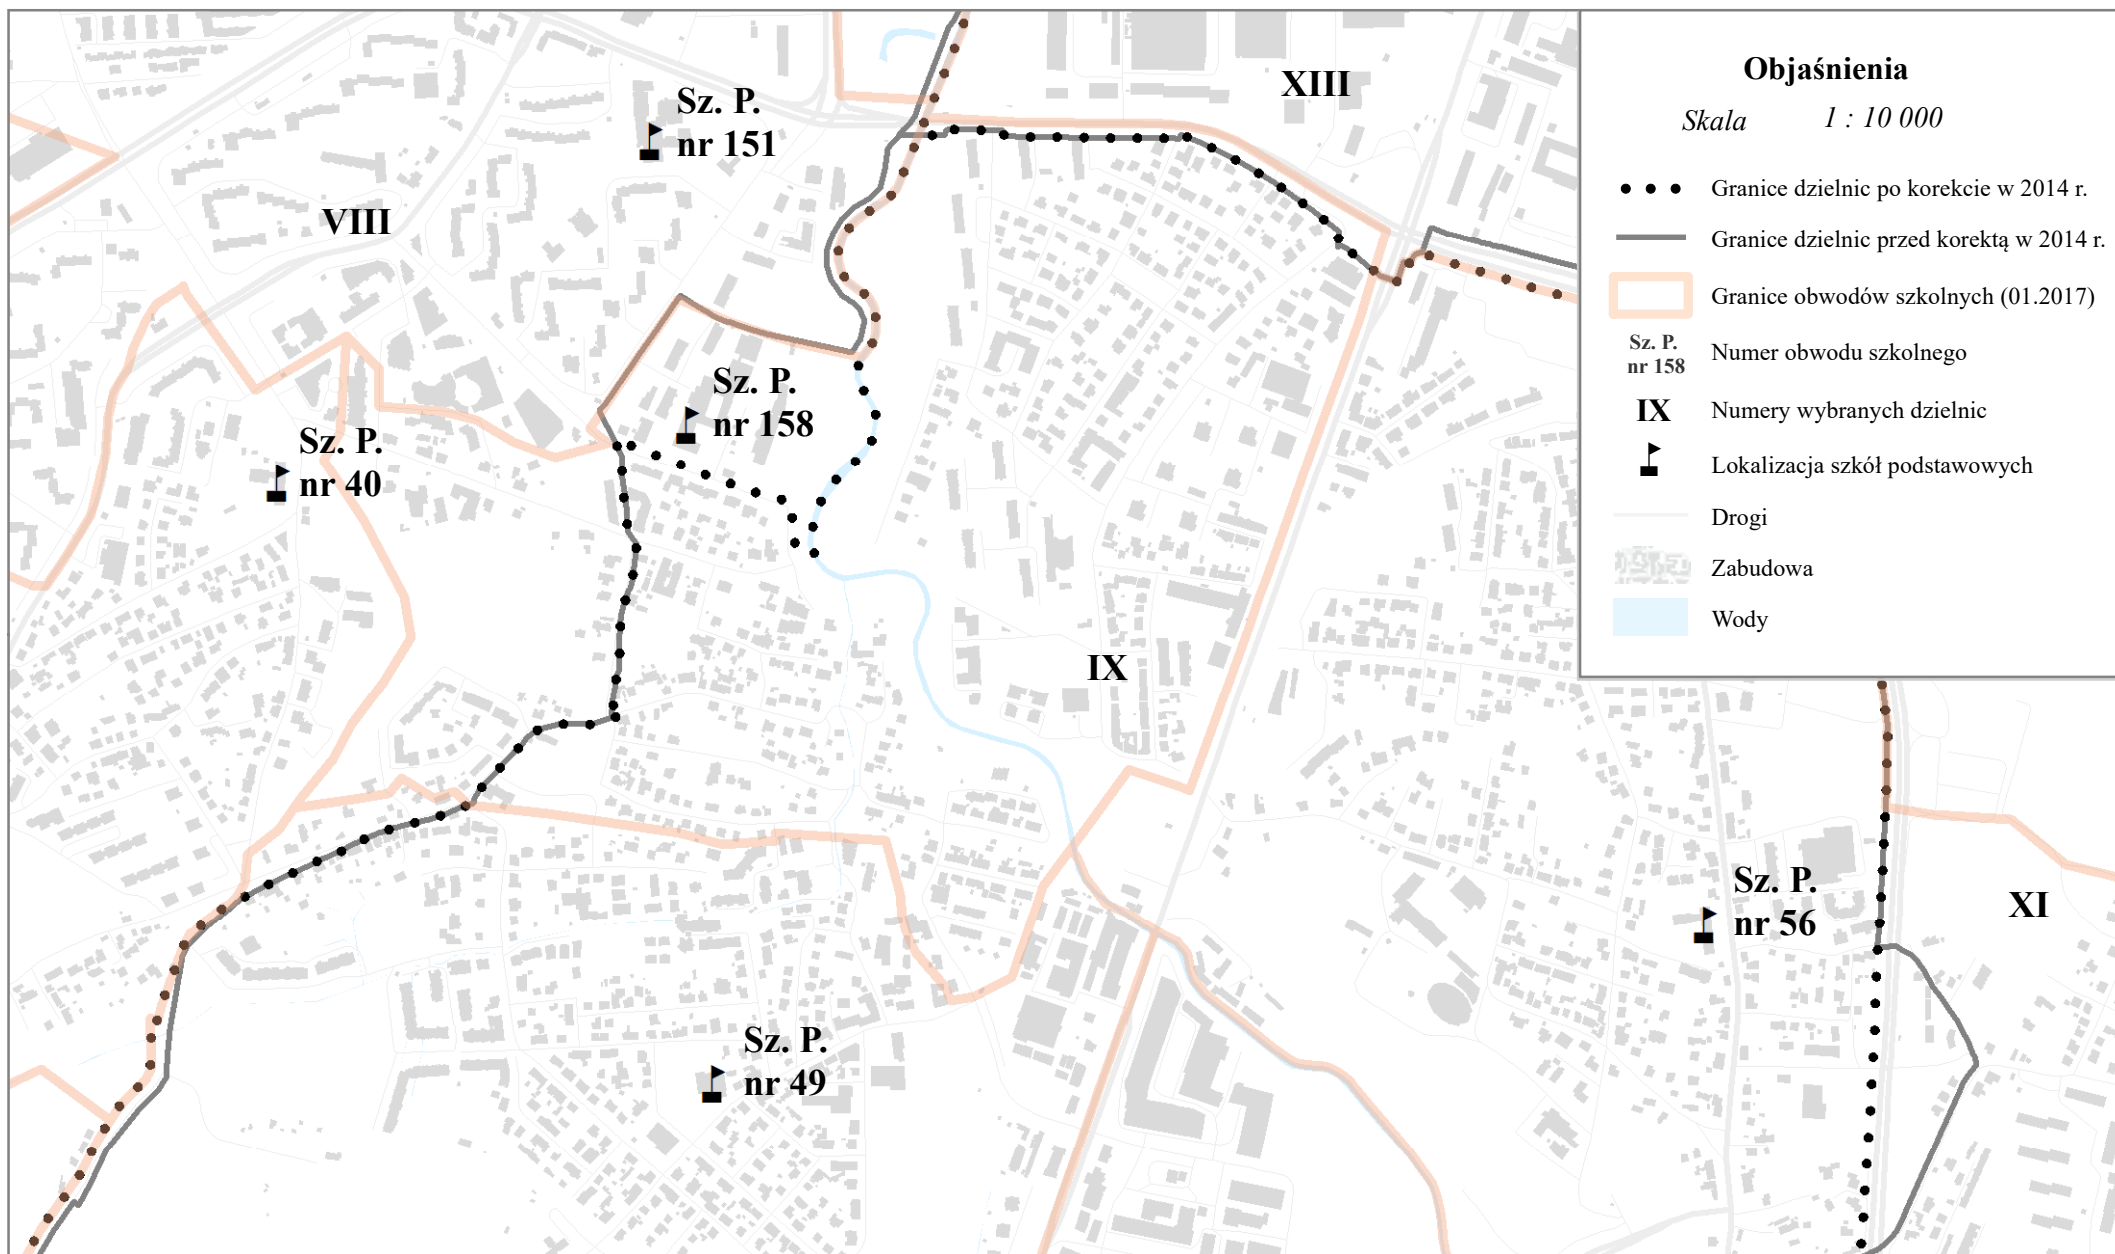 XIII
Sz. P.
nr 151
VIII
Sz. P.
nr 158
Sz. P.
nr 40
IX
Sz. P.
nr 56
XI
Sz. P.
nr 49
Objaśnienia
Skala 1 : 10 000
Granice dzielnic po korekcie w 2014 r.
Granice dzielnic przed korektą w 2014 r.
Granice obwodów szkolnych (01.2017)
Sz. P.
nr 158
Numer obwodu szkolnego
IX Numery wybranych dzielnic
Lokalizacja szkół podstawowych
Drogi
Zabudowa
Wody